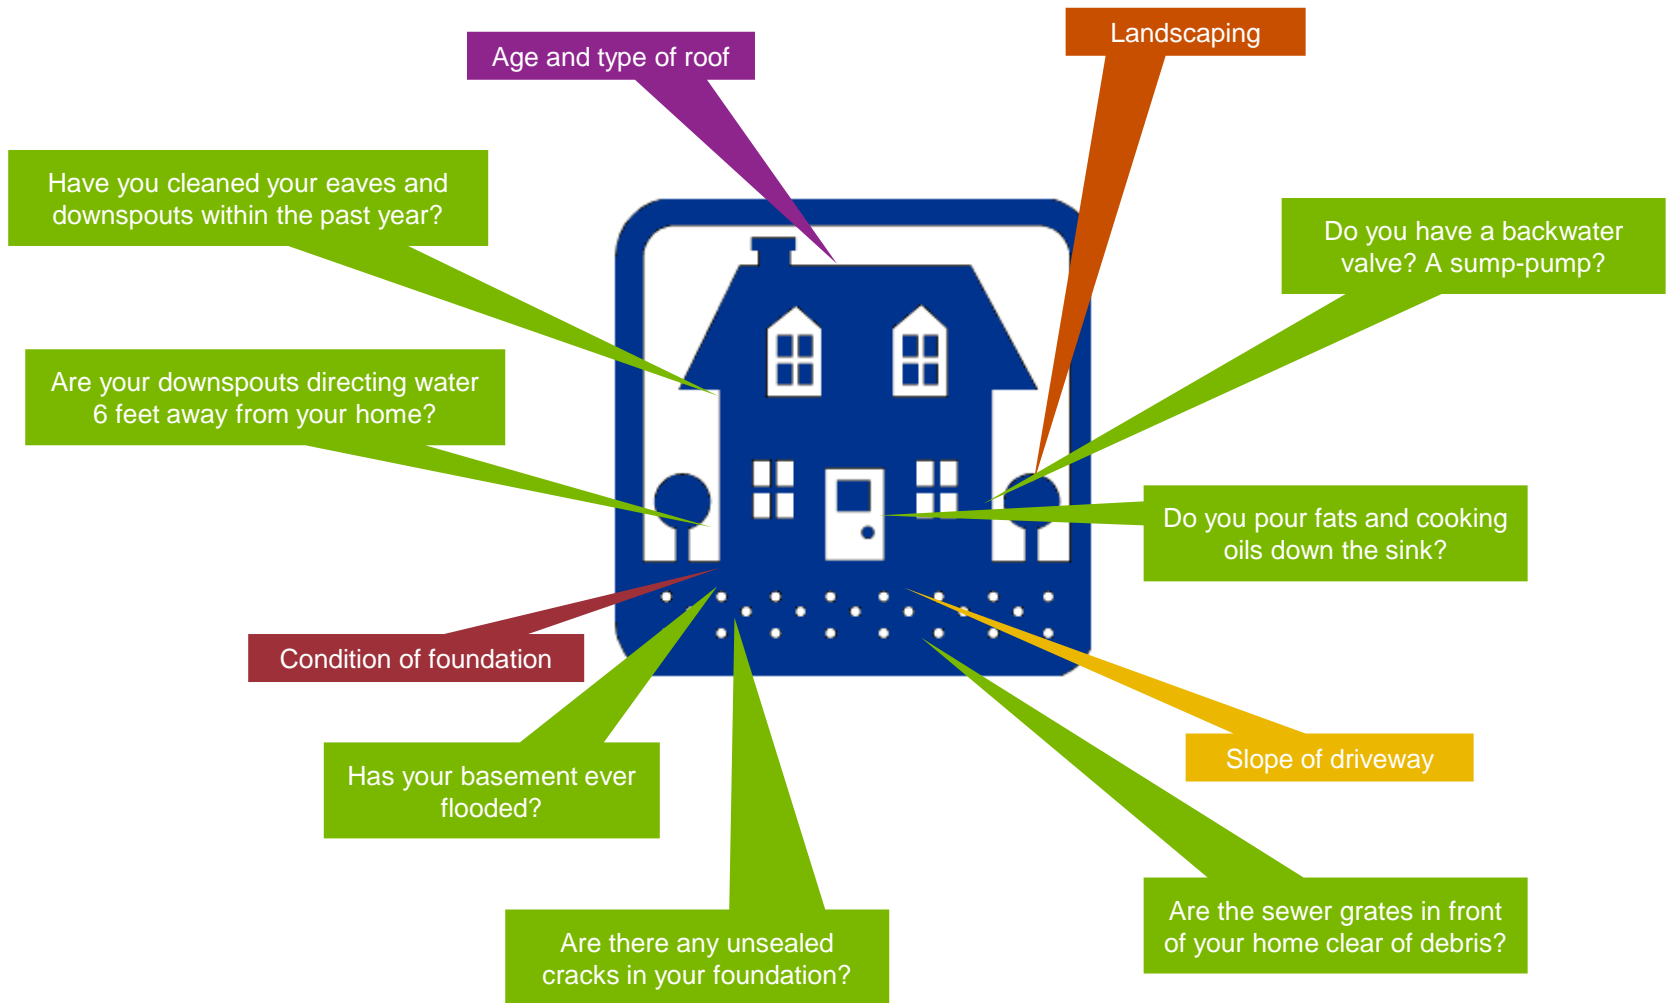 Landscaping
Age and type of roof
Have you cleaned your eaves and
downspouts within the past year?
Do you have a backwater
valve? A sump-pump?
Are your downspouts directing water
6 feet away from your home?
Do you pour fats and cooking
oils down the sink?
Condition of foundation
Slope of driveway
Has your basement ever
flooded?
Are the sewer grates in front
of your home clear of debris?
Are there any unsealed
cracks in your foundation?